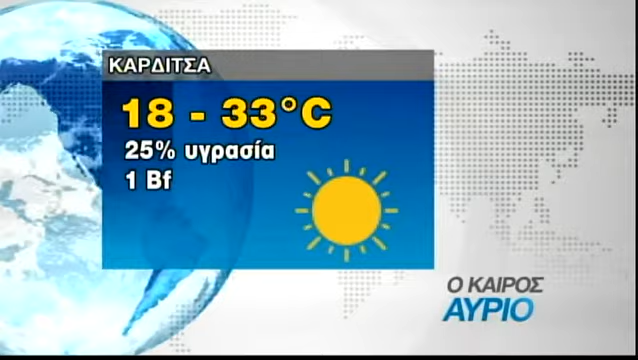 ΚΑΡΔΙΤΣΑ
18 - 33°C
25% υγρασία
1 Bf
Ο ΚΑΙΡΟΣ
ΑΥΡΙΟ